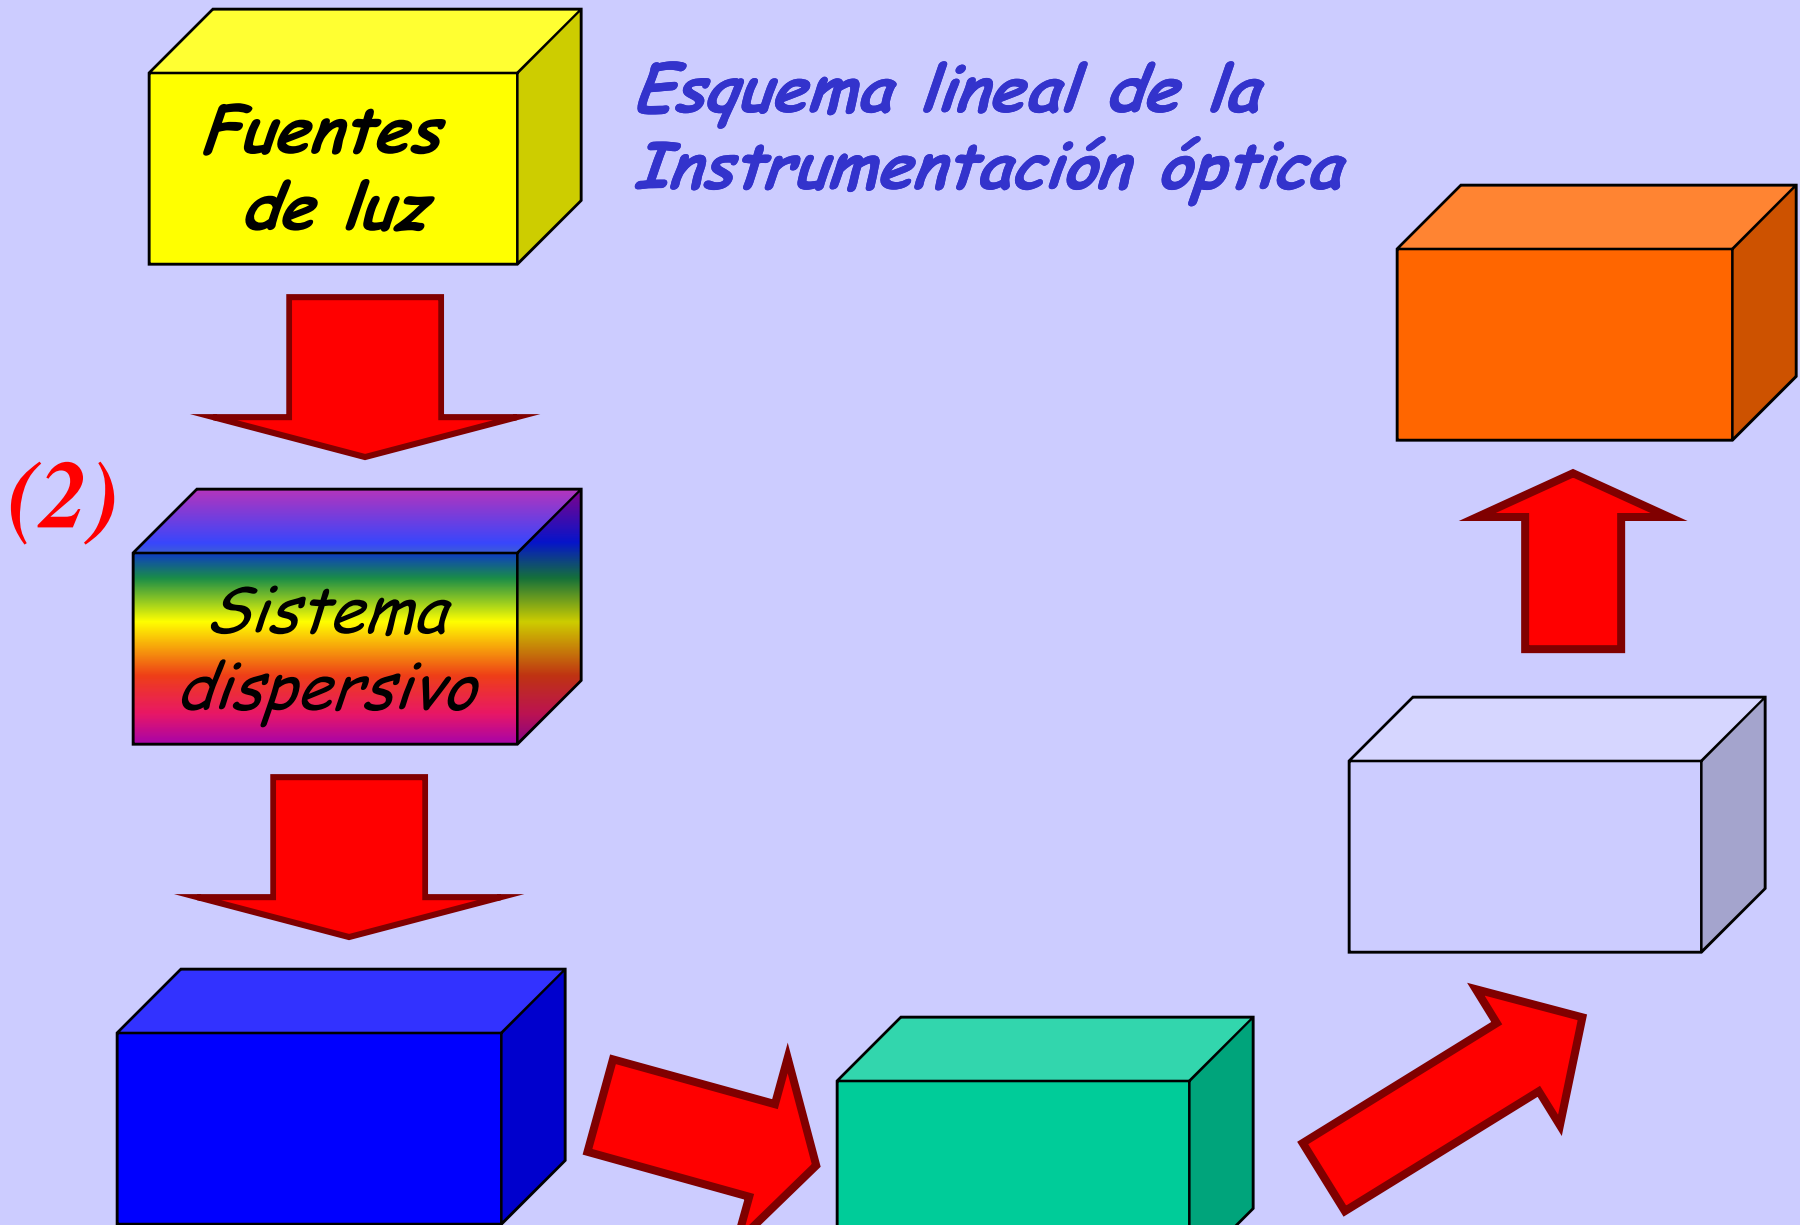 Fuentes
de luz
Esquema lineal de la
Instrumentación óptica
(2)
Sistema
dispersivo